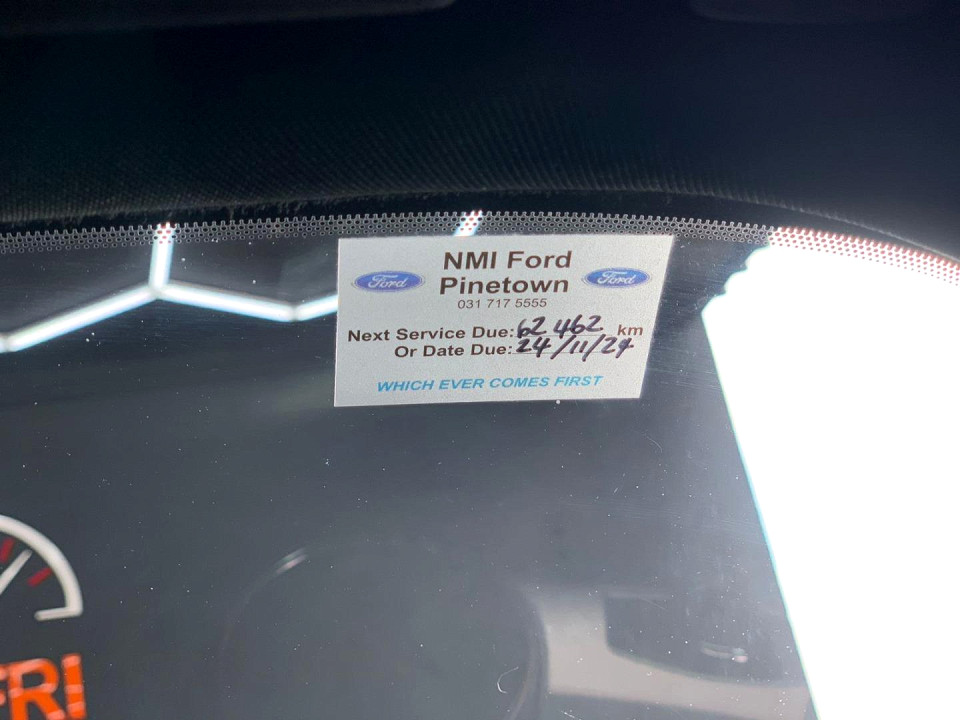 NMI Ford
Ford Pinetown Ford
031 717 5555
Next Service Due: 62 462 km
Or Date Due: 24/11/24
WHICH EVER COMES FIRST
FRI